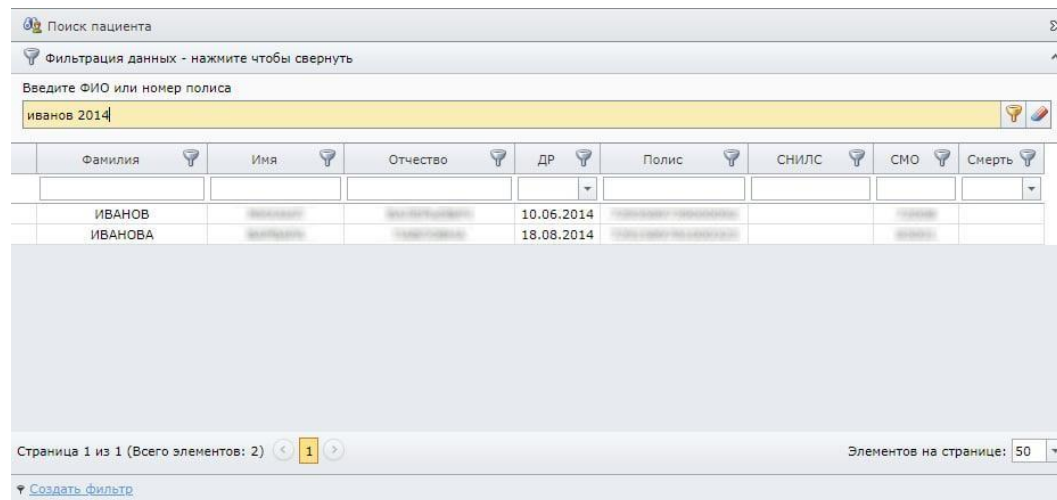 Поиск пациента
Фильтрация данных - нажмите чтобы свернуть
Введите ФИО или номер полиса
иванов 2014
Фамилия Имя Отчество ДР Полис СНИЛС СМО Смерть
ИВАНОВ 10.06.2014
ИВАНОВА 18.08.2014
Страница 1 из 1 (Всего элементов: 2) 1 Элементов на странице: 50
Создать фильтр